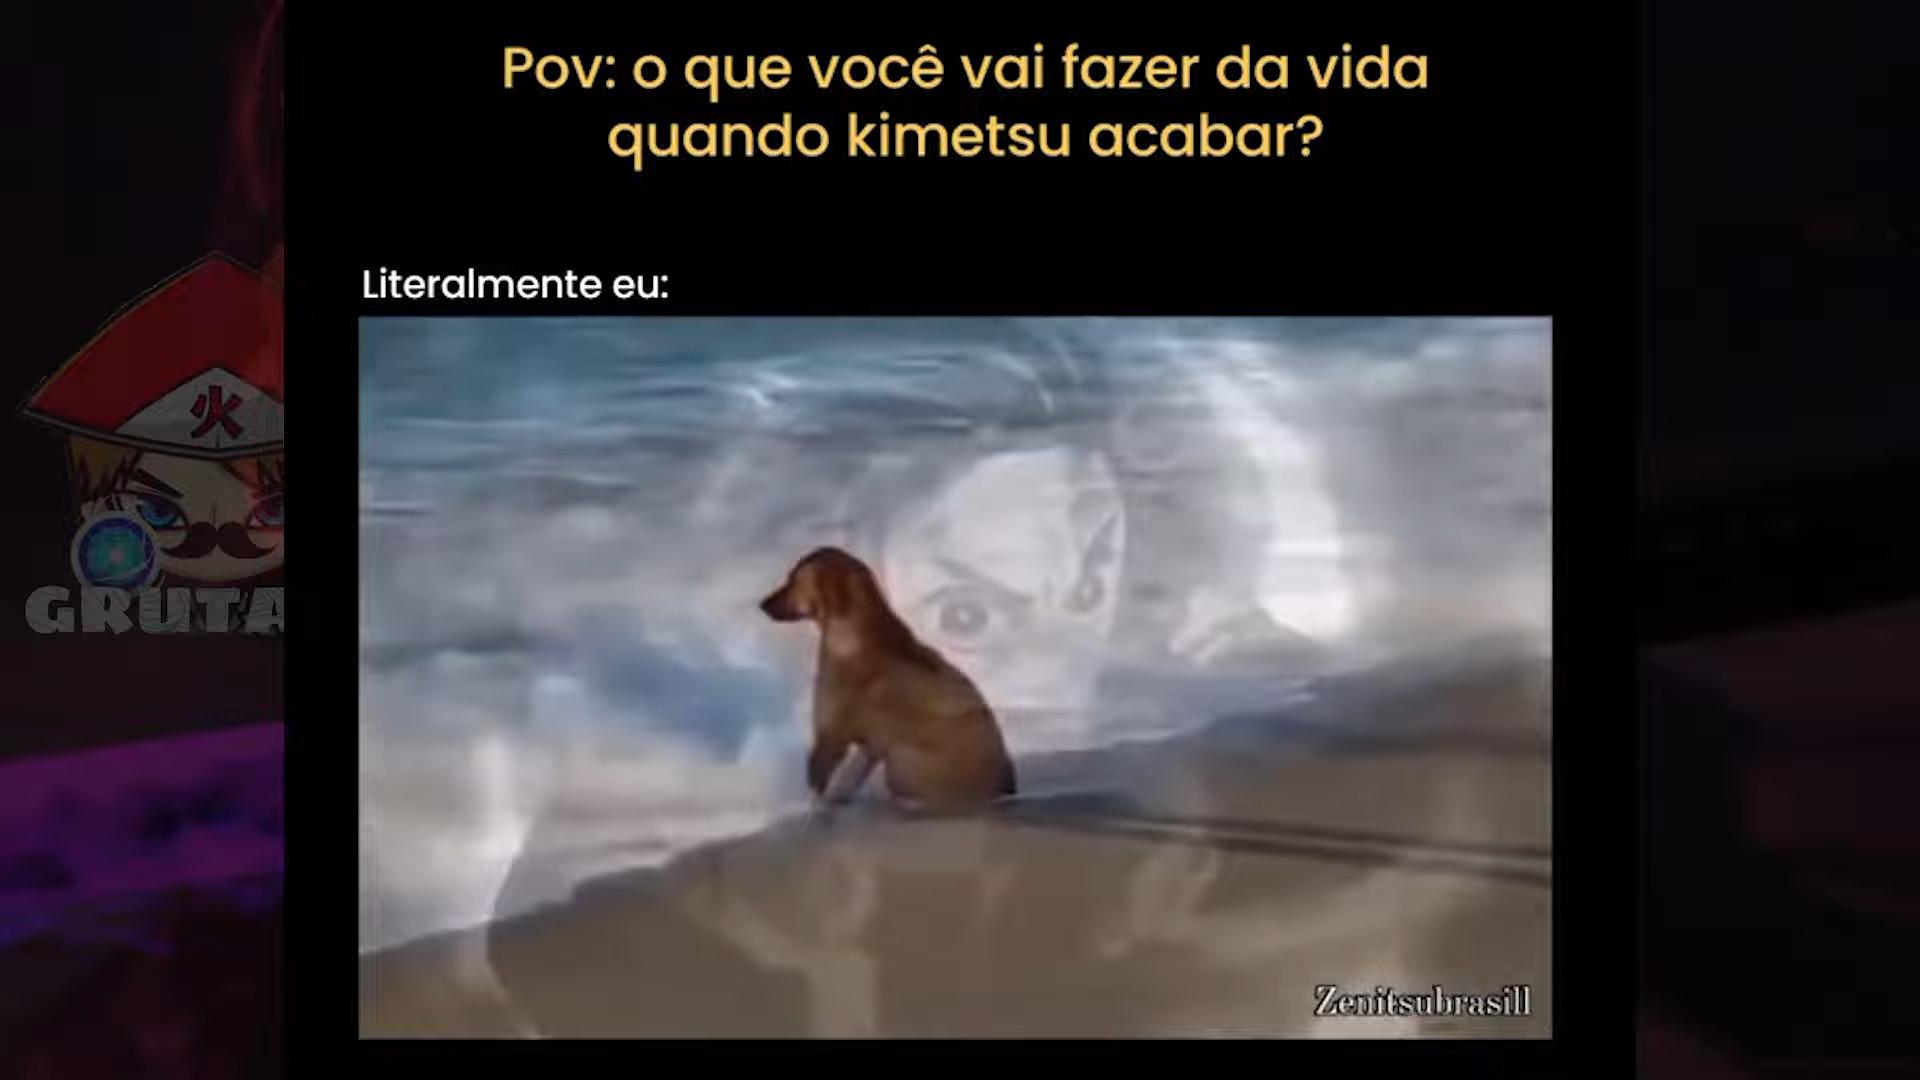 Pov: o que você vai fazer da vida
quando kimetsu acabar?
Literalmente eu:
火
GRUTA
Zenitsubrasill